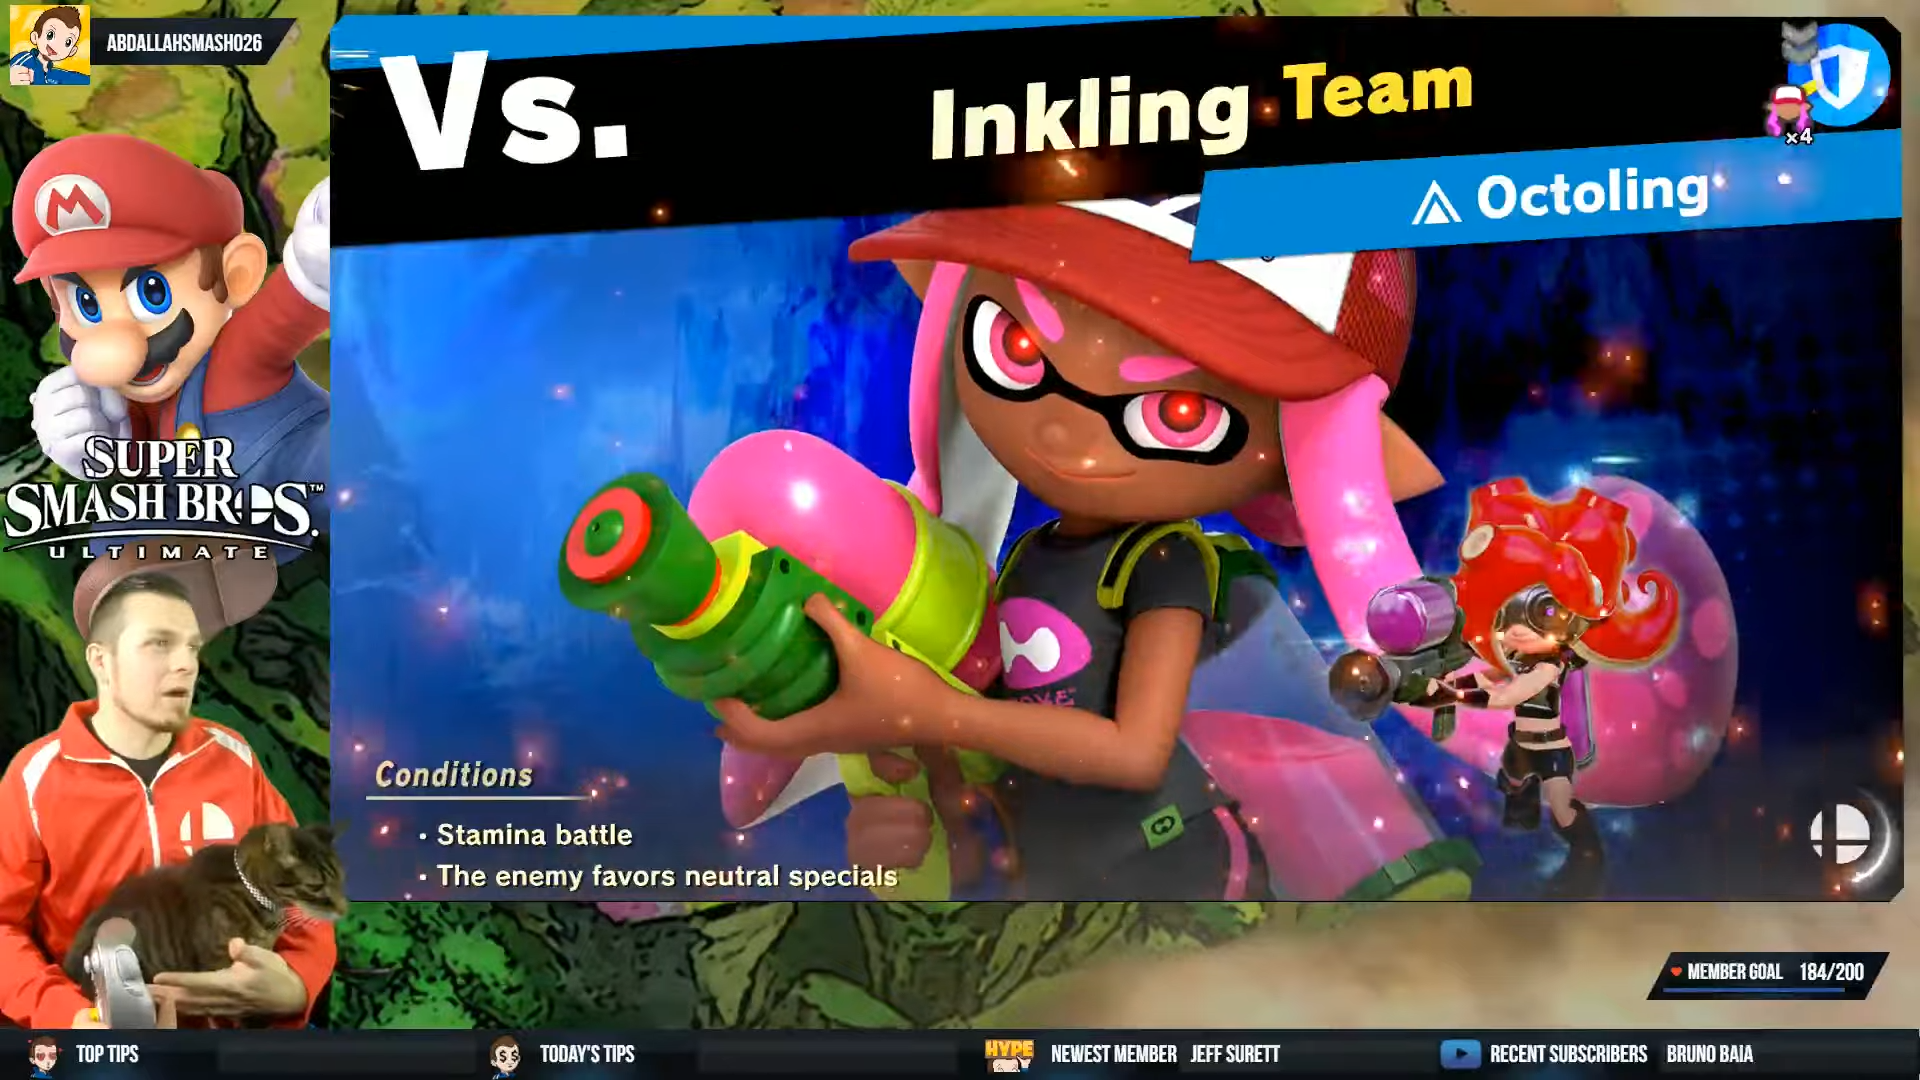 ABDALLAHSMASH026
Vs.
Inkling Team
×4
Octoling
M
SUPER
SMASH BROS.™
ULTIMATE
Conditions
• Stamina battle
• The enemy favors neutral specials
MEMBER GOAL 184/200
TOP TIPS
TODAY'S TIPS
HYPE
NEWEST MEMBER JEFF SURETT
RECENT SUBSCRIBERS BRUNO BAIA